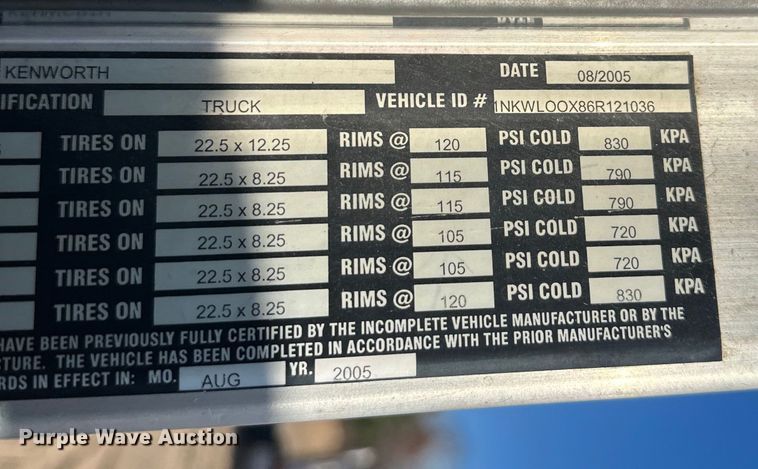 KENWORTH DATE 08/2005
IFICATION TRUCK VEHICLE ID # 1NKWLOOX86R121036
TIRES ON 22.5 x 12.25 RIMS @ 120 PSI COLD 830 KPA
TIRES ON 22.5 x 8.25 RIMS @ 115 PSI COLD 790 KPA
TIRES ON 22.5 x 8.25 RIMS @ 115 PSI COLD 790 KPA
TIRES ON 22.5 x 8.25 RIMS @ 105 PSI COLD 720 KPA
TIRES ON 22.5 x 8.25 RIMS @ 105 PSI COLD 720 KPA
TIRES ON 22.5 x 8.25 RIMS @ 120 PSI COLD 830 KPA
HAVE BEEN PREVIOUSLY FULLY CERTIFIED BY THE INCOMPLETE VEHICLE MANUFACTURER OR BY THE
CTURE. THE VEHICLE HAS BEEN COMPLETED IN ACCORDANCE WITH THE PRIOR MANUFACTURER'S
RDS IN EFFECT IN: MO. AUG YR. 2005
Purple Wave Auction